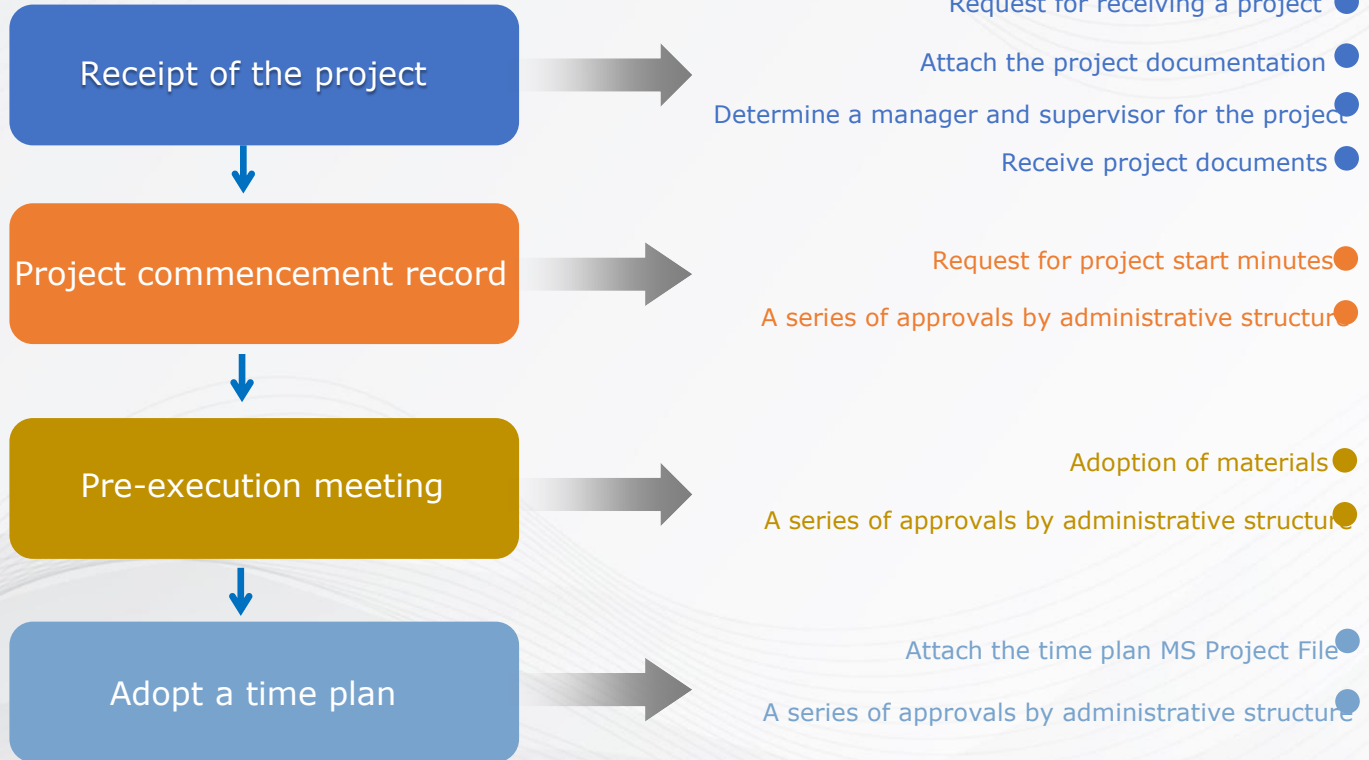 Receipt of the project
Request for receiving a project
Attach the project documentation
Determine a manager and supervisor for the project
Receive project documents
Project commencement record
Request for project start minutes
A series of approvals by administrative structure
Pre-execution meeting
Adoption of materials
A series of approvals by administrative structure
Adopt a time plan
Attach the time plan MS Project File
A series of approvals by administrative structure